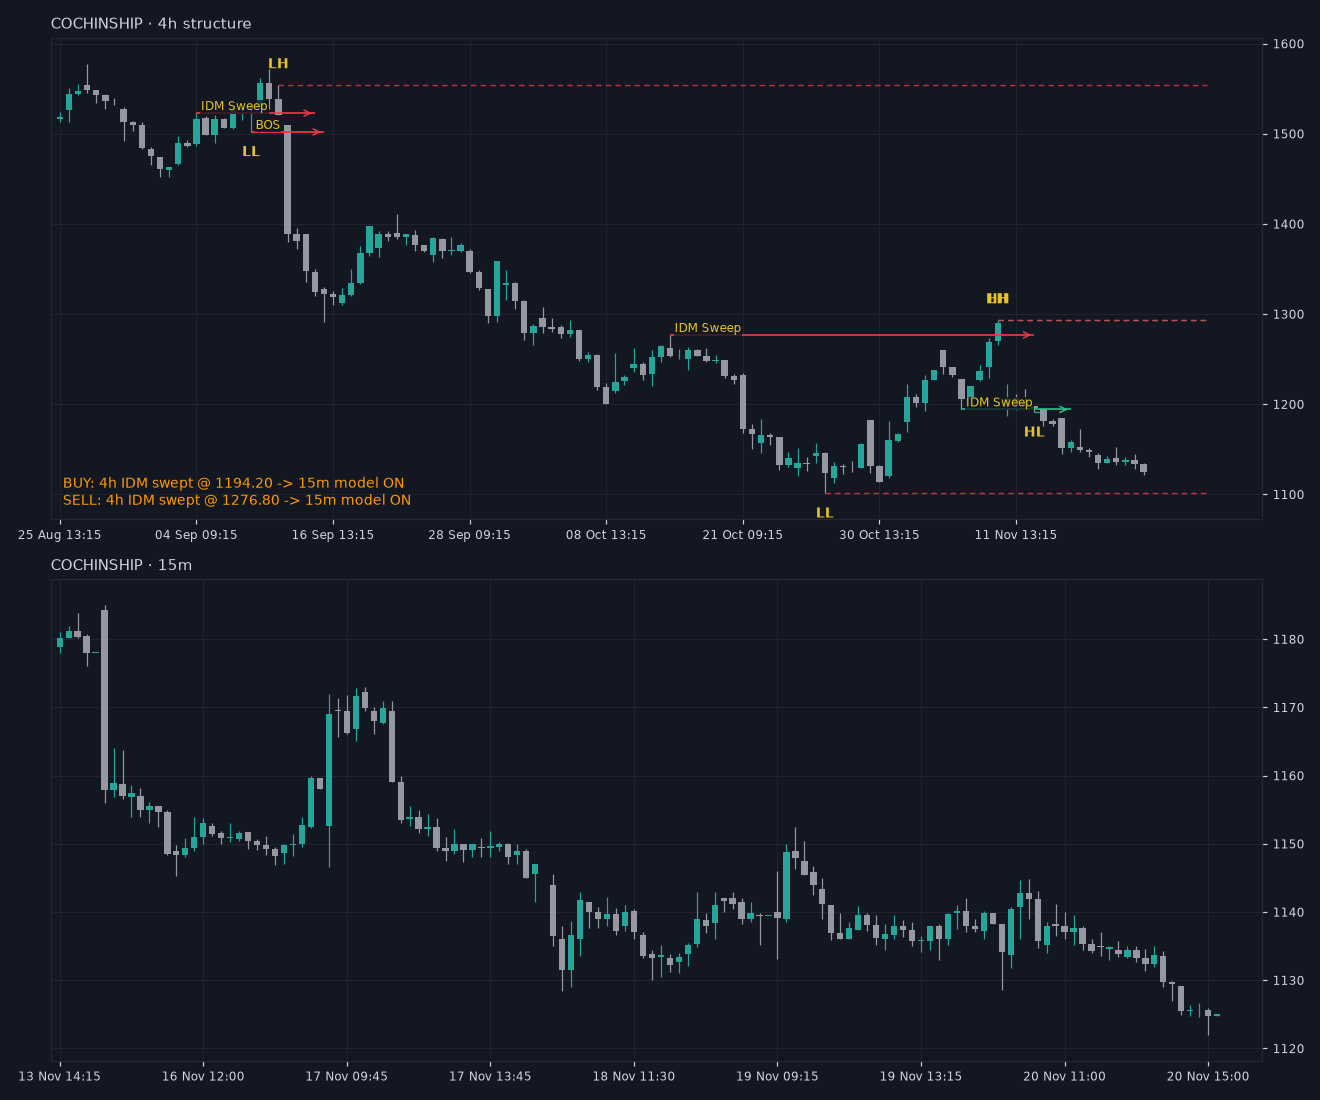 COCHINSHIP · 4h structure
LH
IDM Sweep
BOS
LL
IDM Sweep
IDM Sweep
HL
LL
BUY: 4h IDM swept @ 1194.20 -> 15m model ON
SELL: 4h IDM swept @ 1276.80 -> 15m model ON
1600
1500
1400
1300
1200
1100
25 Aug 13:15
04 Sep 09:15
16 Sep 13:15
28 Sep 09:15
08 Oct 13:15
21 Oct 09:15
30 Oct 13:15
11 Nov 13:15
COCHINSHIP · 15m
1180
1170
1160
1150
1140
1130
1120
13 Nov 14:15
16 Nov 12:00
17 Nov 09:45
17 Nov 13:45
18 Nov 11:30
19 Nov 09:15
19 Nov 13:15
20 Nov 11:00
20 Nov 15:00